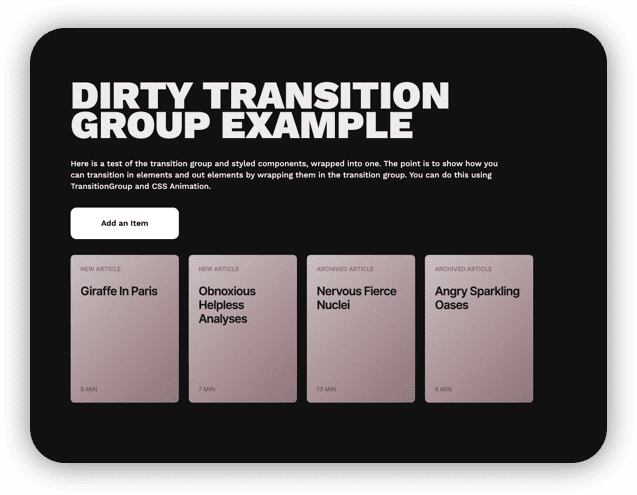 DIRTY TRANSITION
GROUP EXAMPLE
Here is a test of the transition group and styled components, wrapped into one. The point is to show how you
can transition in elements and out elements by wrapping them in the transition group. You can do this using
TransitionGroup and CSS Animation.
Add an Item
NEW ARTICLE
Giraffe In Paris
8 MIN
NEW ARTICLE
Obnoxious
Helpless
Analyses
7 MIN
ARCHIVED ARTICLE
Nervous Fierce
Nuclei
13 MIN
ARCHIVED ARTICLE
Angry Sparkling
Oases
MIN